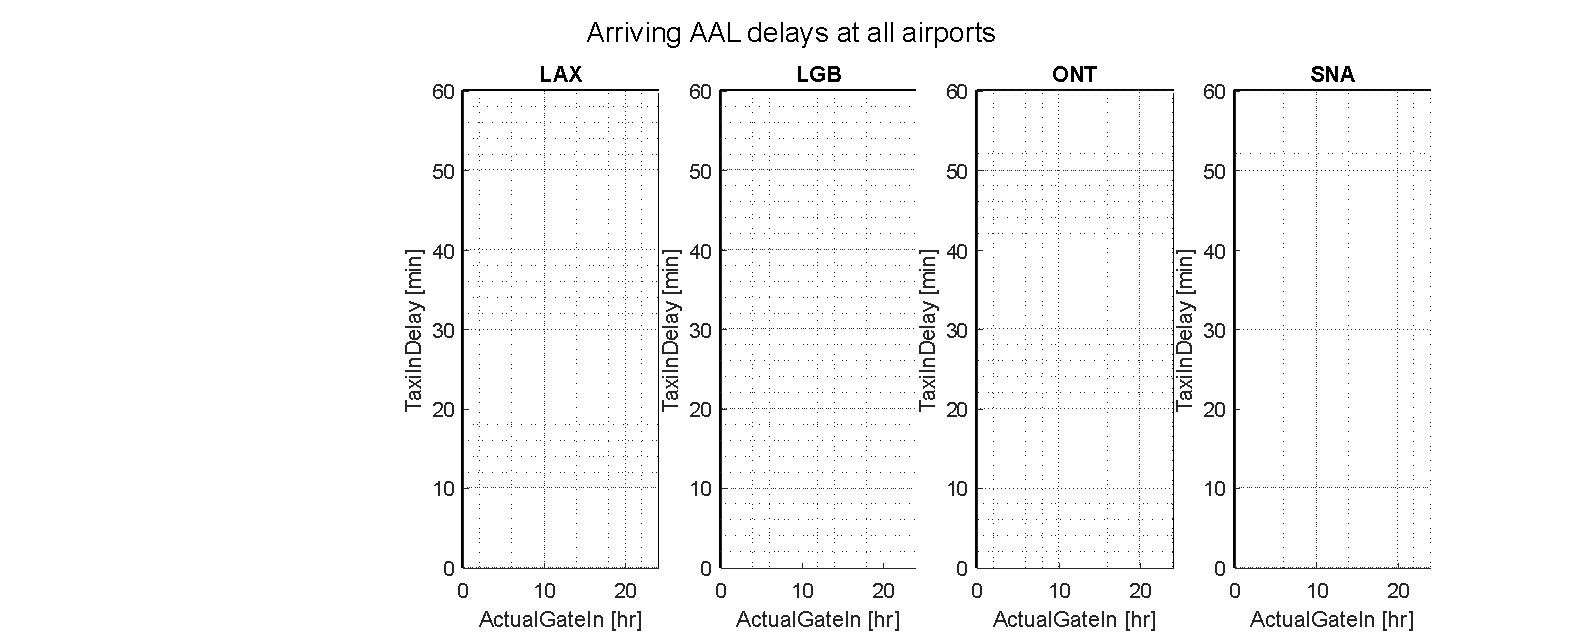 Arriving AAL delays at all airports
LAX
LGB
ONT
SNA
60
50
40
30
20
10
0
TaxiInDelay [min]
0 10 20
ActualGateIn [hr]
60
50
40
30
20
10
0
TaxiInDelay [min]
0 10 20
ActualGateIn [hr]
60
50
40
30
20
10
0
TaxiInDelay [min]
0 10 20
ActualGateIn [hr]
60
50
40
30
20
10
0
TaxiInDelay [min]
0 10 20
ActualGateIn [hr]